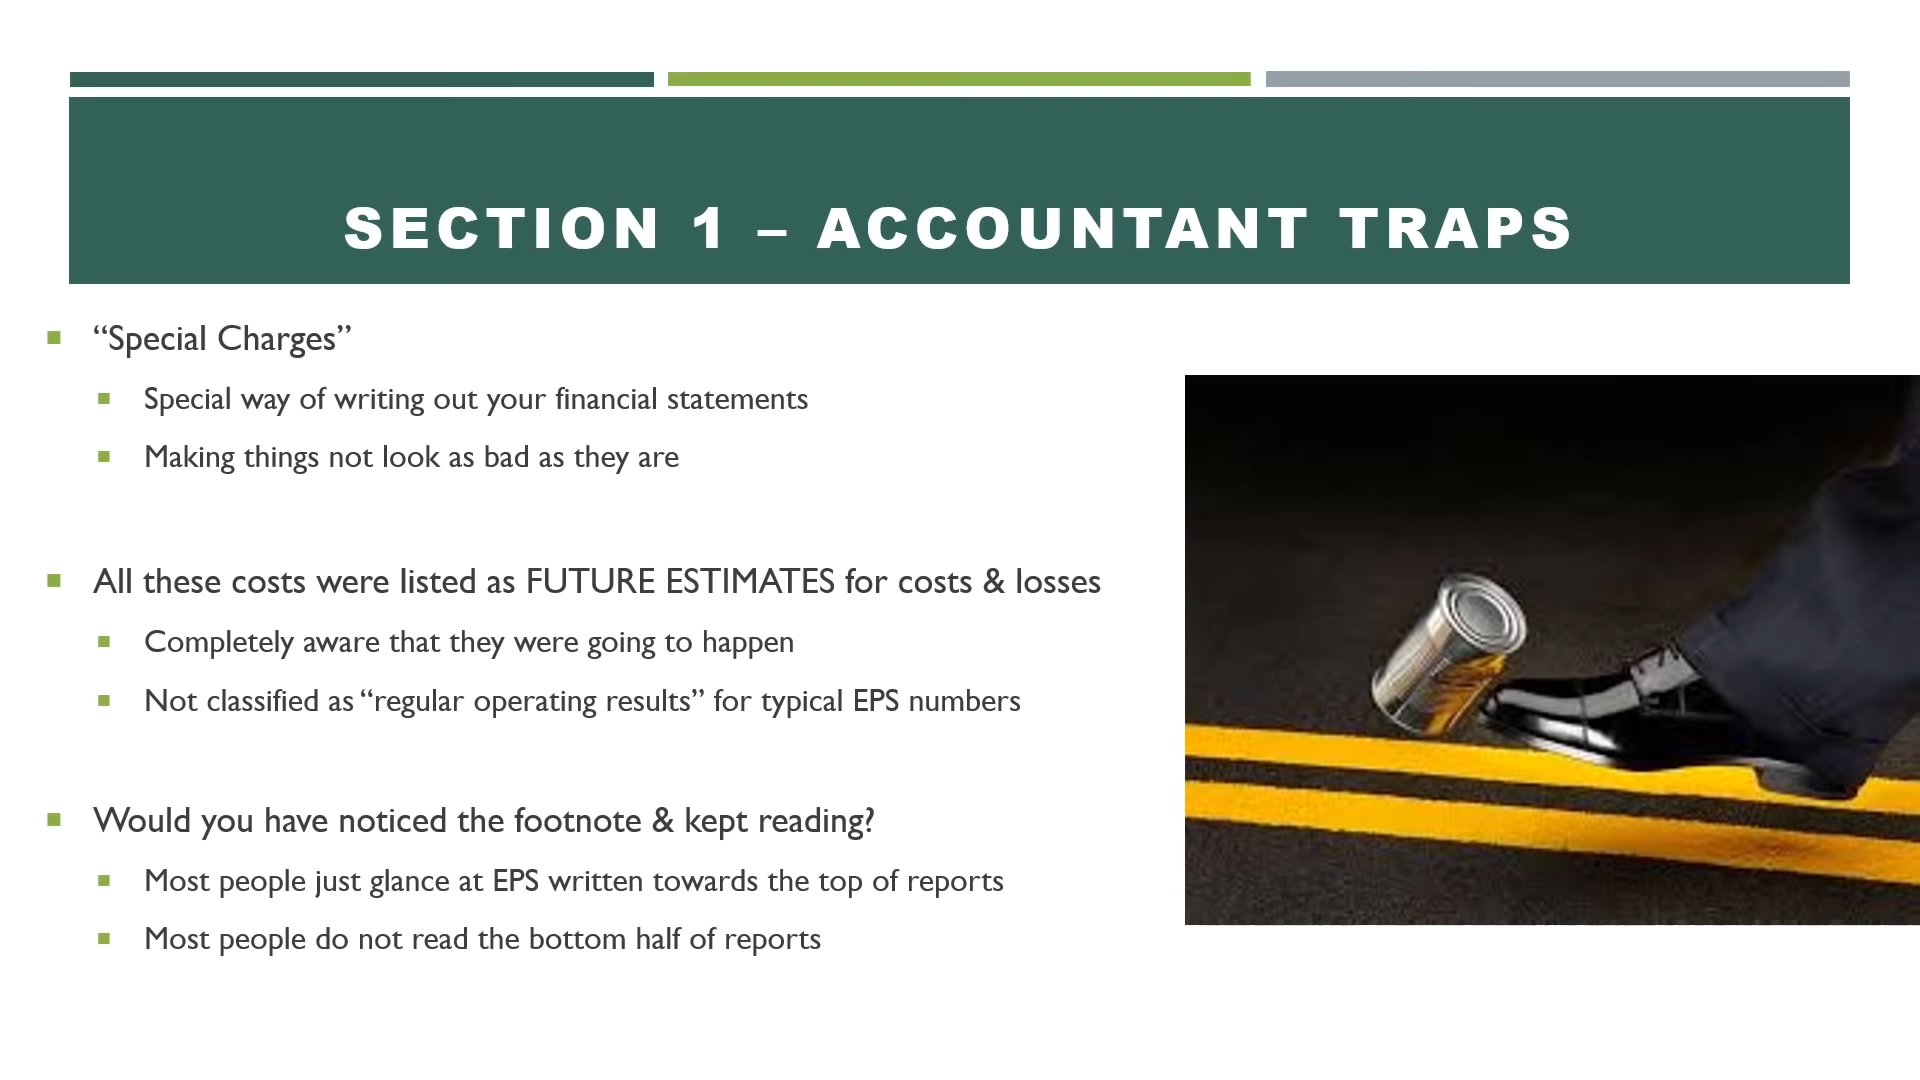 SECTION 1 – ACCOUNTANT TRAPS
“Special Charges”
Special way of writing out your financial statements
Making things not look as bad as they are
All these costs were listed as FUTURE ESTIMATES for costs & losses
Completely aware that they were going to happen
Not classified as “regular operating results” for typical EPS numbers
Would you have noticed the footnote & kept reading?
Most people just glance at EPS written towards the top of reports
Most people do not read the bottom half of reports